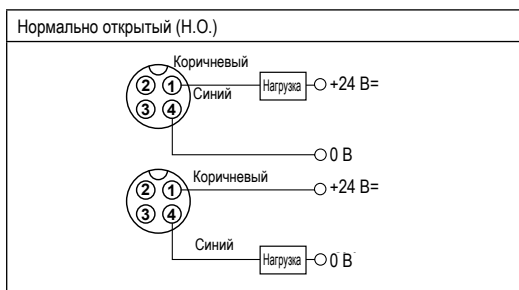 Нормально открытый (Н.О.)
Коричневый
2 1 Нагрузка +24 В=
Синий
3 4
0 В
Коричневый
2 1 +24 В=
3 4
Синий
Нагрузка 0 В